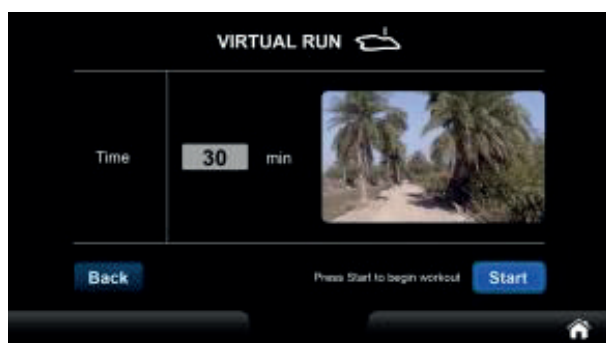 VIRTUAL RUN
Time
30 min
Back
Press Start to begin workout
Start